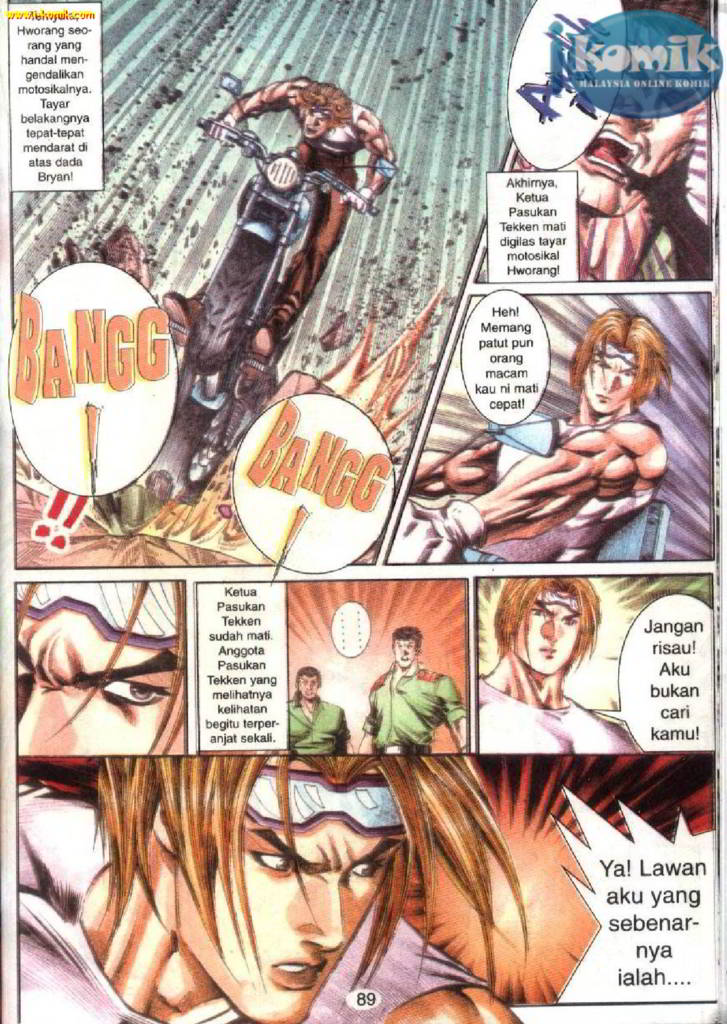 www.iskomik.com
Hworang seo-
rang yang
handal men-
gendalikan
motosikalnya.
Tayar
belakangnya
tepat-tepat
mendarat di
atas dada
Bryan!
komik
MALAYSIA ONLINE KOMIK
Akhirnya,
Ketua
Pasukan
Tekken mati
digilas tayar
motosikal
Hworang!
BANGG
!
BANGG
!
!!
Heh!
Memang
patut pun
orang
macam
kau ni mati
cepat!
Ketua
Pasukan
Tekken
sudah mati.
Anggota
Pasukan
Tekken yang
melihatnya
kelihatan
begitu terper-
anjat sekali.
Jangan
risau!
Aku
bukan
cari
kamu!
Ya! Lawan
aku yang
sebenar-
nya
ialah....
89